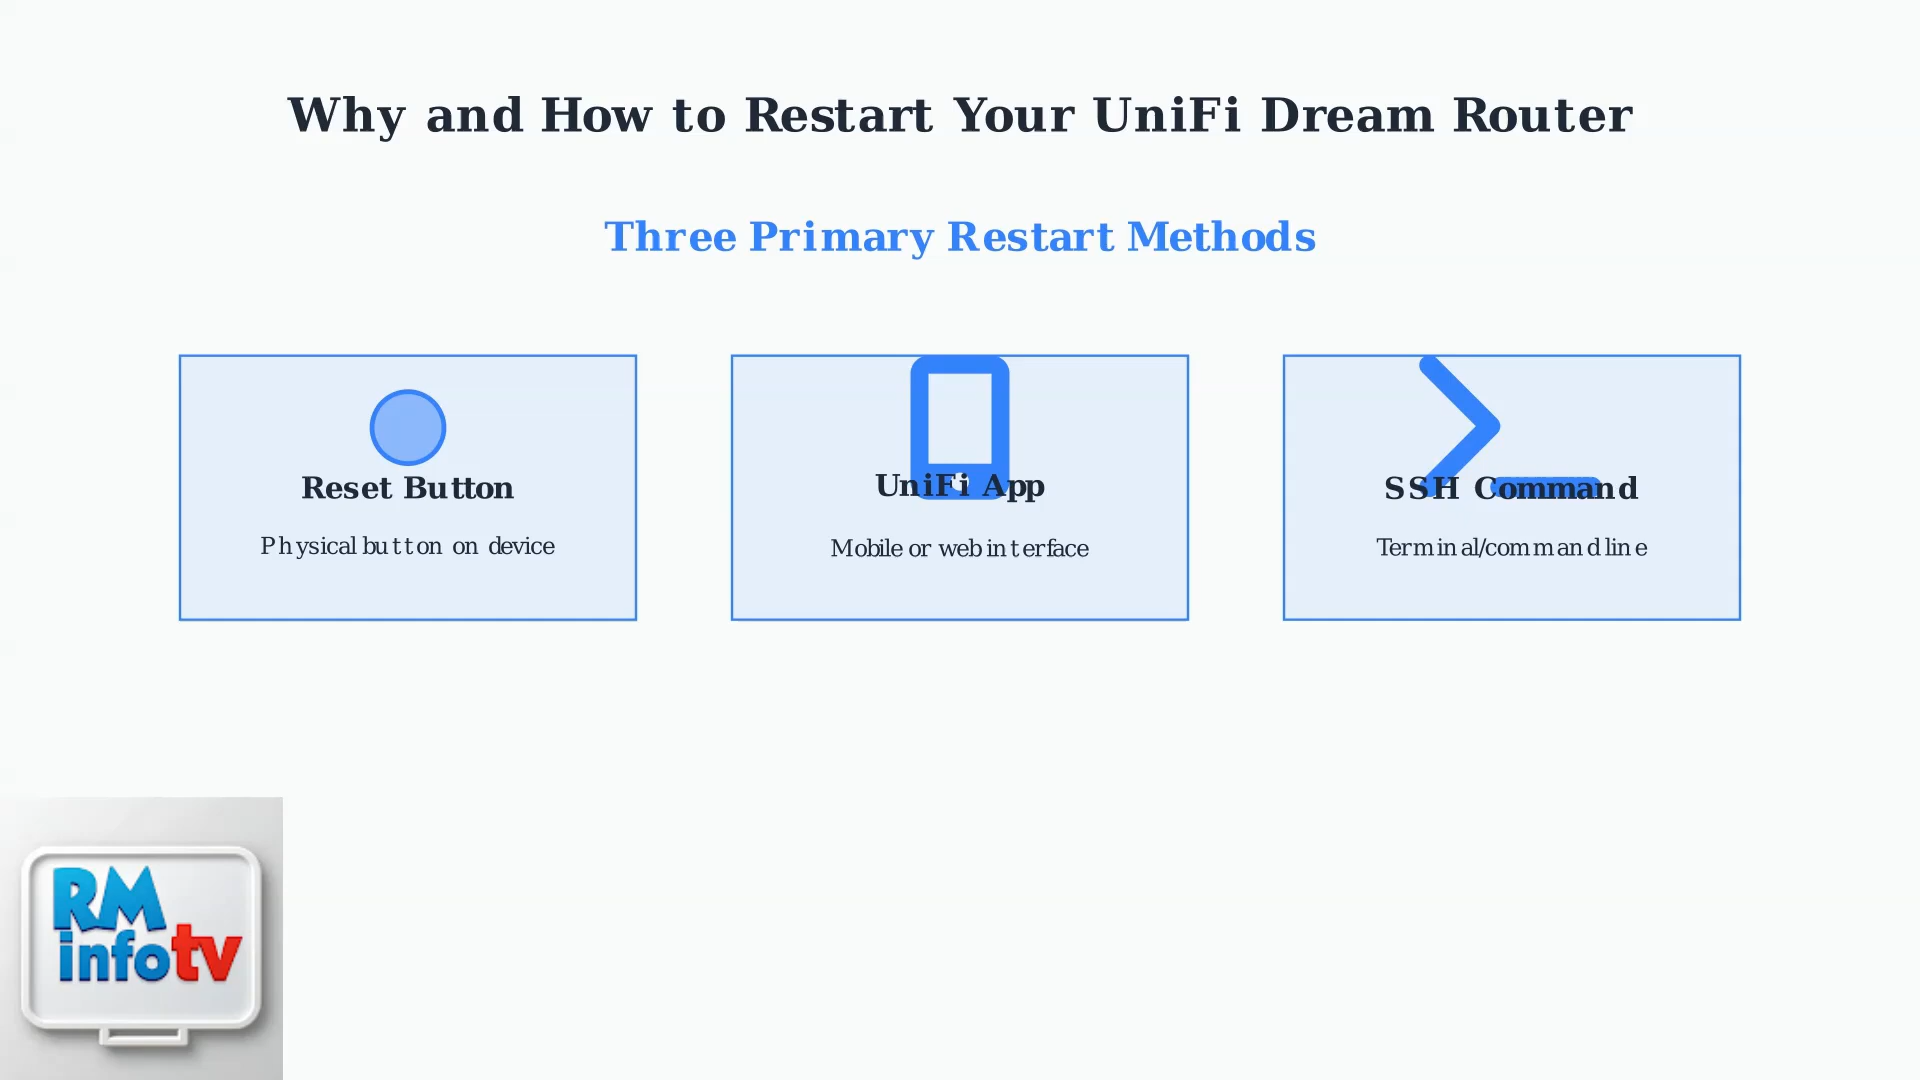 Why and How to Restart Your UniFi Dream Router
Three Primary Restart Methods
Reset Button
Physical button on device
UniFi App
Mobile or web interface
SSH Command
Terminal/command line
RM
infotv